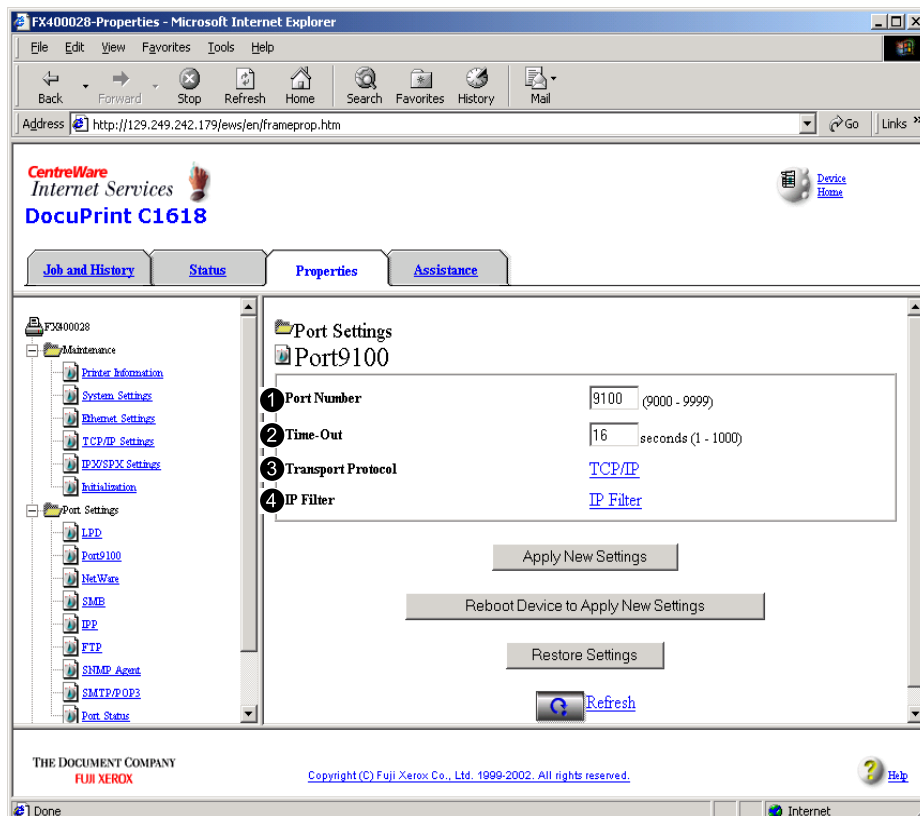 FX400028-Properties - Microsoft Internet Explorer
File Edit View Favorites Tools Help
Back Forward Stop Refresh Home Search Favorites History Mail
Address http://129.249.242.179/ews/en/frameprop.htm Go Links »
CentreWare
Internet Services
DocuPrint C1618
Device
Home
Job and History Status Properties Assistance
FX400028
Maintenance
Printer Information
System Settings
Ethernet Settings
TCP/IP Settings
IPX/SPX Settings
Initialization
Port Settings
LPD
Port9100
NetWare
SMB
IPP
FTP
SNMP Agent
SMTP/POP3
Port Status
Port Settings
Port9100
1 Port Number 9100 (9000 - 9999)
2 Time-Out 16 seconds (1 - 1000)
3 Transport Protocol TCP/IP
4 IP Filter IP Filter
Apply New Settings
Reboot Device to Apply New Settings
Restore Settings
Refresh
THE DOCUMENT COMPANY
FUJI XEROX
Copyright (C) Fuji Xerox Co., Ltd. 1999-2002. All rights reserved.
Help
Done Internet